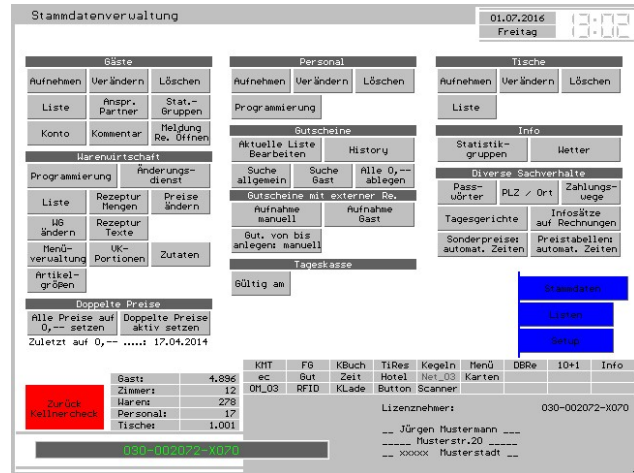 Stammdatenverwaltung
01.07.2016
Freitag
13:02
Gäste
Aufnehmen Verändern Löschen
Liste Anspr. Partner Stat.- Gruppen
Konto Kommentar Meldung Re. Öffnen
Warenwirtschaft
Programmierung Änderungs- dienst
Liste Rezeptur Mengen Preise ändern
WG ändern Rezeptur Texte
Menü- verwaltung VK- Portionen Zutaten
Artikel- größen
Doppelte Preise
Alle Preise auf 0,-- setzen Doppelte Preise aktiv setzen
Zuletzt auf 0,-- ....: 17.04.2014
Personal
Aufnehmen Verändern Löschen
Programmierung
Gutscheine
Aktuelle Liste Bearbeiten History
Suche allgemein Suche Gast Alle 0,-- ablegen
Gutscheine mit externer Re.
Aufnahme manuell Aufnahme Gast
Gut. von bis anlegen: manuell
Tageskasse
Gültig am
Tische
Aufnehmen Verändern Löschen
Liste
Info
Statistik- gruppen Wetter
Diverse Sachverhalte
Pass- wörter PLZ / Ort Zahlungs- wege
Tagesgerichte Infosätze auf Rechnungen
Sonderpreise: automat. Zeiten Preistabellen: automat. Zeiten
Stammdaten
Listen
Setup
KMT FG KBuch TiRes Kegeln Menü DBRe 10+1 Info
ec Gut Zeit Hotel Net_03 Karten
OM_03 RFID KLade Button Scanner
Zurück Kellnercheck
Gast: 4.896
Zimmer: 12
Waren: 278
Personal: 17
Tische: 1.001
Lizenznehmer: 030-002072-X070
__ Jürgen Mustermann ___
_____ Musterstr.20 _____
__ xxxxx Musterstadt __
030-002072-X070